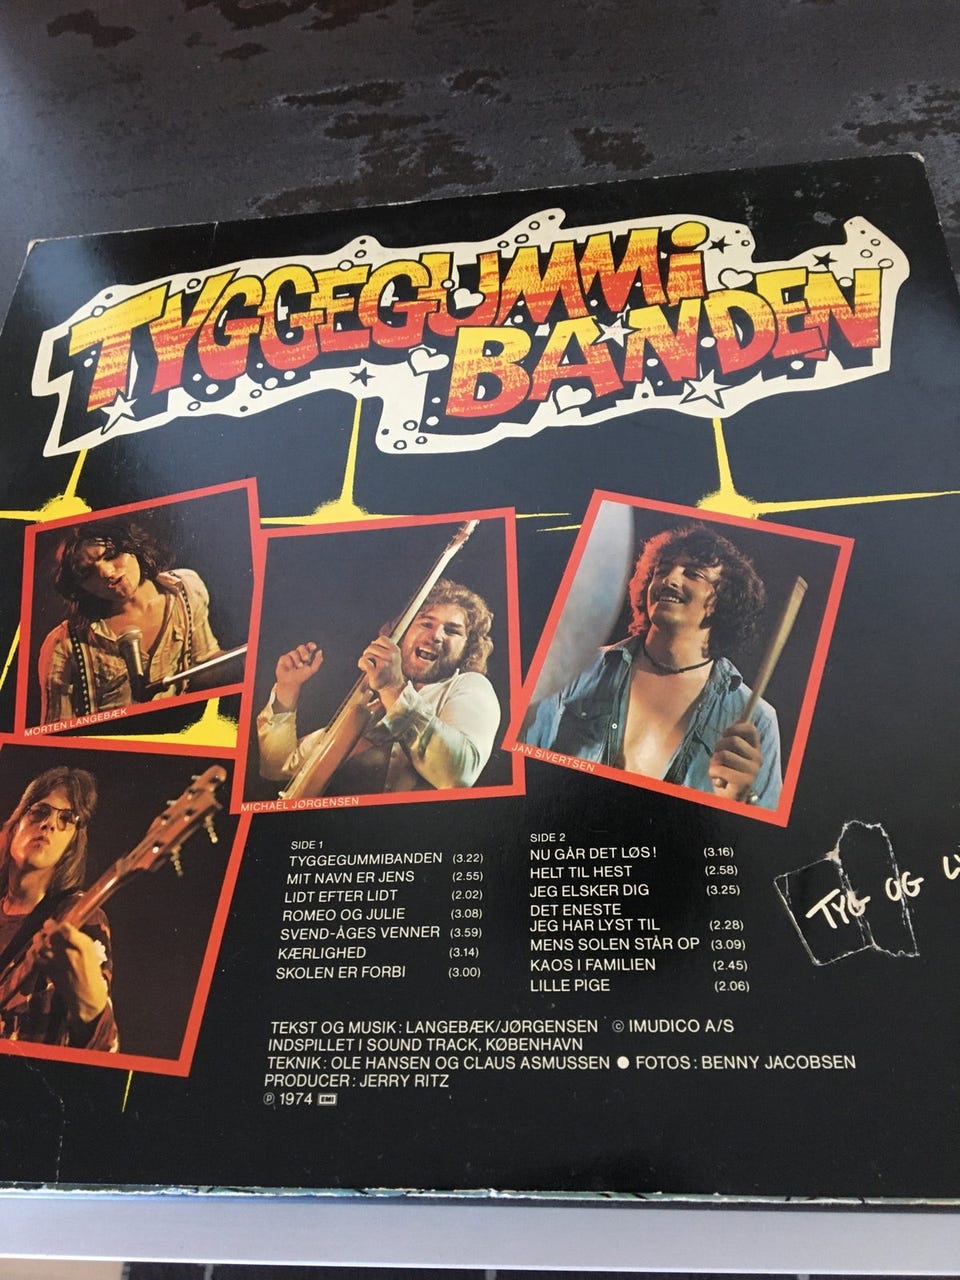 TYGGEGUMMi
BANDEN
MORTEN LANGEBÆK
MICHAEL JØRGENSEN
JAN SIVERTSEN
SIDE 1
TYGGEGUMMIBANDEN (3.22)
MIT NAVN ER JENS (2.55)
LIDT EFTER LIDT (2.02)
ROMEO OG JULIE (3.08)
SVEND-ÅGES VENNER (3.59)
KÆRLIGHED (3.14)
SKOLEN ER FORBI (3.00)
SIDE 2
NU GÅR DET LØS! (3.16)
HELT TIL HEST (2.58)
JEG ELSKER DIG (3.25)
DET ENESTE
JEG HAR LYST TIL (2.28)
MENS SOLEN STÅR OP (3.09)
KAOS I FAMILIEN (2.45)
LILLE PIGE (2.06)
TYG OG
TEKST OG MUSIK: LANGEBÆK/JØRGENSEN © IMUDICO A/S
INDSPILLET I SOUND TRACK, KØBENHAVN
TEKNIK: OLE HANSEN OG CLAUS ASMUSSEN ● FOTOS: BENNY JACOBSEN
PRODUCER: JERRY RITZ
℗ 1974 EMI